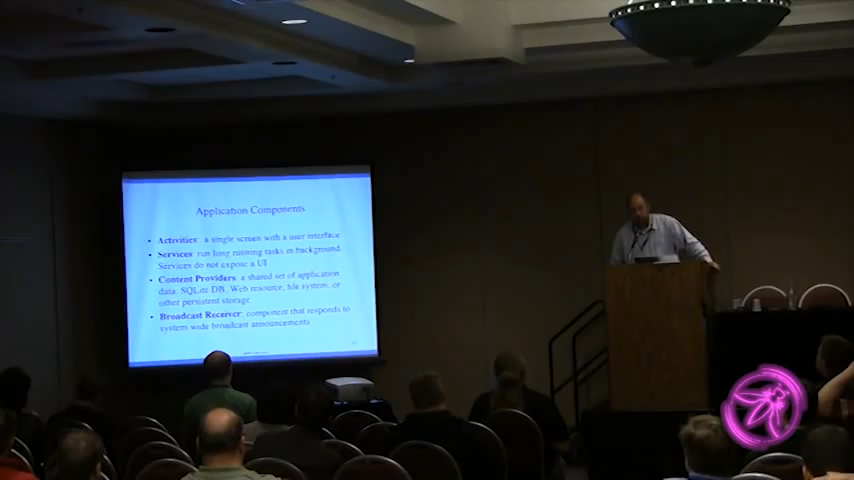 Application Components
• Activities: a single screen with a user interface
• Services: run long running tasks in background.
Services do not expose a UI
• Content Providers: a shared set of application
data. SQLite DB, Web resource, file system, or
other persistent storage
• Broadcast Receiver: component that responds to
system wide broadcast announcements